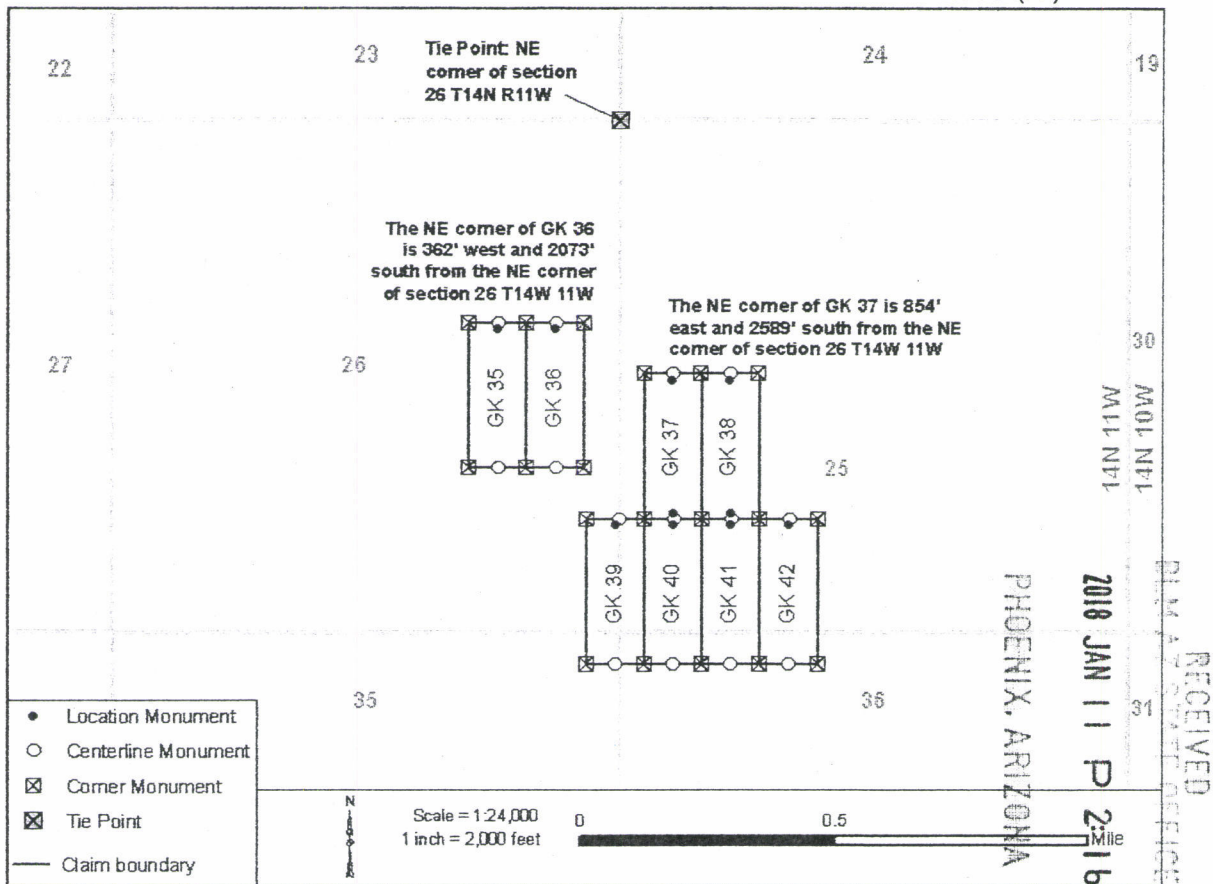 22
23
24
19
Tie Point: NE
corner of section
26 T14N R11W
The NE corner of GK 36
is 362' west and 2073'
south from the NE corner
of section 26 T14W 11W
The NE corner of GK 37 is 854'
east and 2589' south from the NE
corner of section 26 T14W 11W
27
26
25
30
GK 35
GK 36
GK 37
GK 38
GK 39
GK 40
GK 41
GK 42
14N 11W
14N 10W
35
36
31
RECEIVED
2018 JAN 11 P 2:16
PHOENIX, ARIZONA
Location Monument
Centerline Monument
Corner Monument
Tie Point
Claim boundary
N
Scale = 1:24,000
1 inch = 2,000 feet
0
0.5
Mile